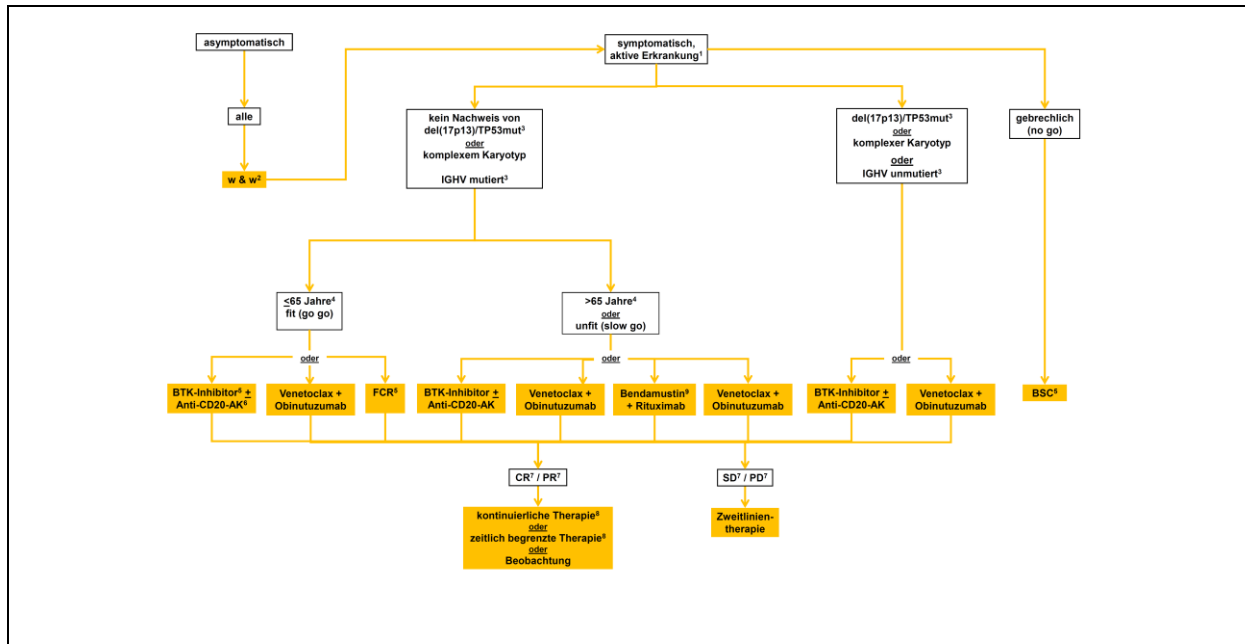 asymptomatisch
symptomatisch,
aktive Erkrankung¹
alle
w & w²
kein Nachweis von
del(17p13)/TP53mut³
oder
komplexem Karyotyp
IGHV mutiert³
del(17p13)/TP53mut³
oder
komplexer Karyotyp
oder
IGHV unmutiert³
gebrechlich
(no go)
≤65 Jahre⁴
fit (go go)
>65 Jahre⁴
oder
unfit (slow go)
oder
oder
oder
BTK-Inhibitor⁵ ±
Anti-CD20-AK⁶
Venetoclax +
Obinutuzumab
FCR⁵
BTK-Inhibitor ±
Anti-CD20-AK
Venetoclax +
Obinutuzumab
Bendamustin⁹
+ Rituximab
Venetoclax +
Obinutuzumab
BTK-Inhibitor ±
Anti-CD20-AK
Venetoclax +
Obinutuzumab
BSC⁵
CR⁷ / PR⁷
SD⁷ / PD⁷
kontinuierliche Therapie⁸
oder
zeitlich begrenzte Therapie⁸
oder
Beobachtung
Zweitlinien-
therapie